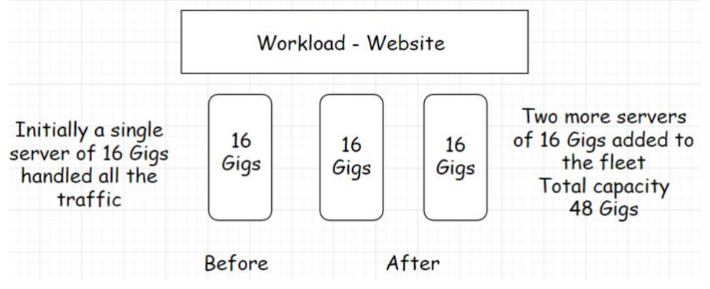 Workload - Website
Initially a single
server of 16 Gigs
handled all the
traffic
16
Gigs
16
Gigs
16
Gigs
Two more servers
of 16 Gigs added to
the fleet
Total capacity
48 Gigs
Before
After